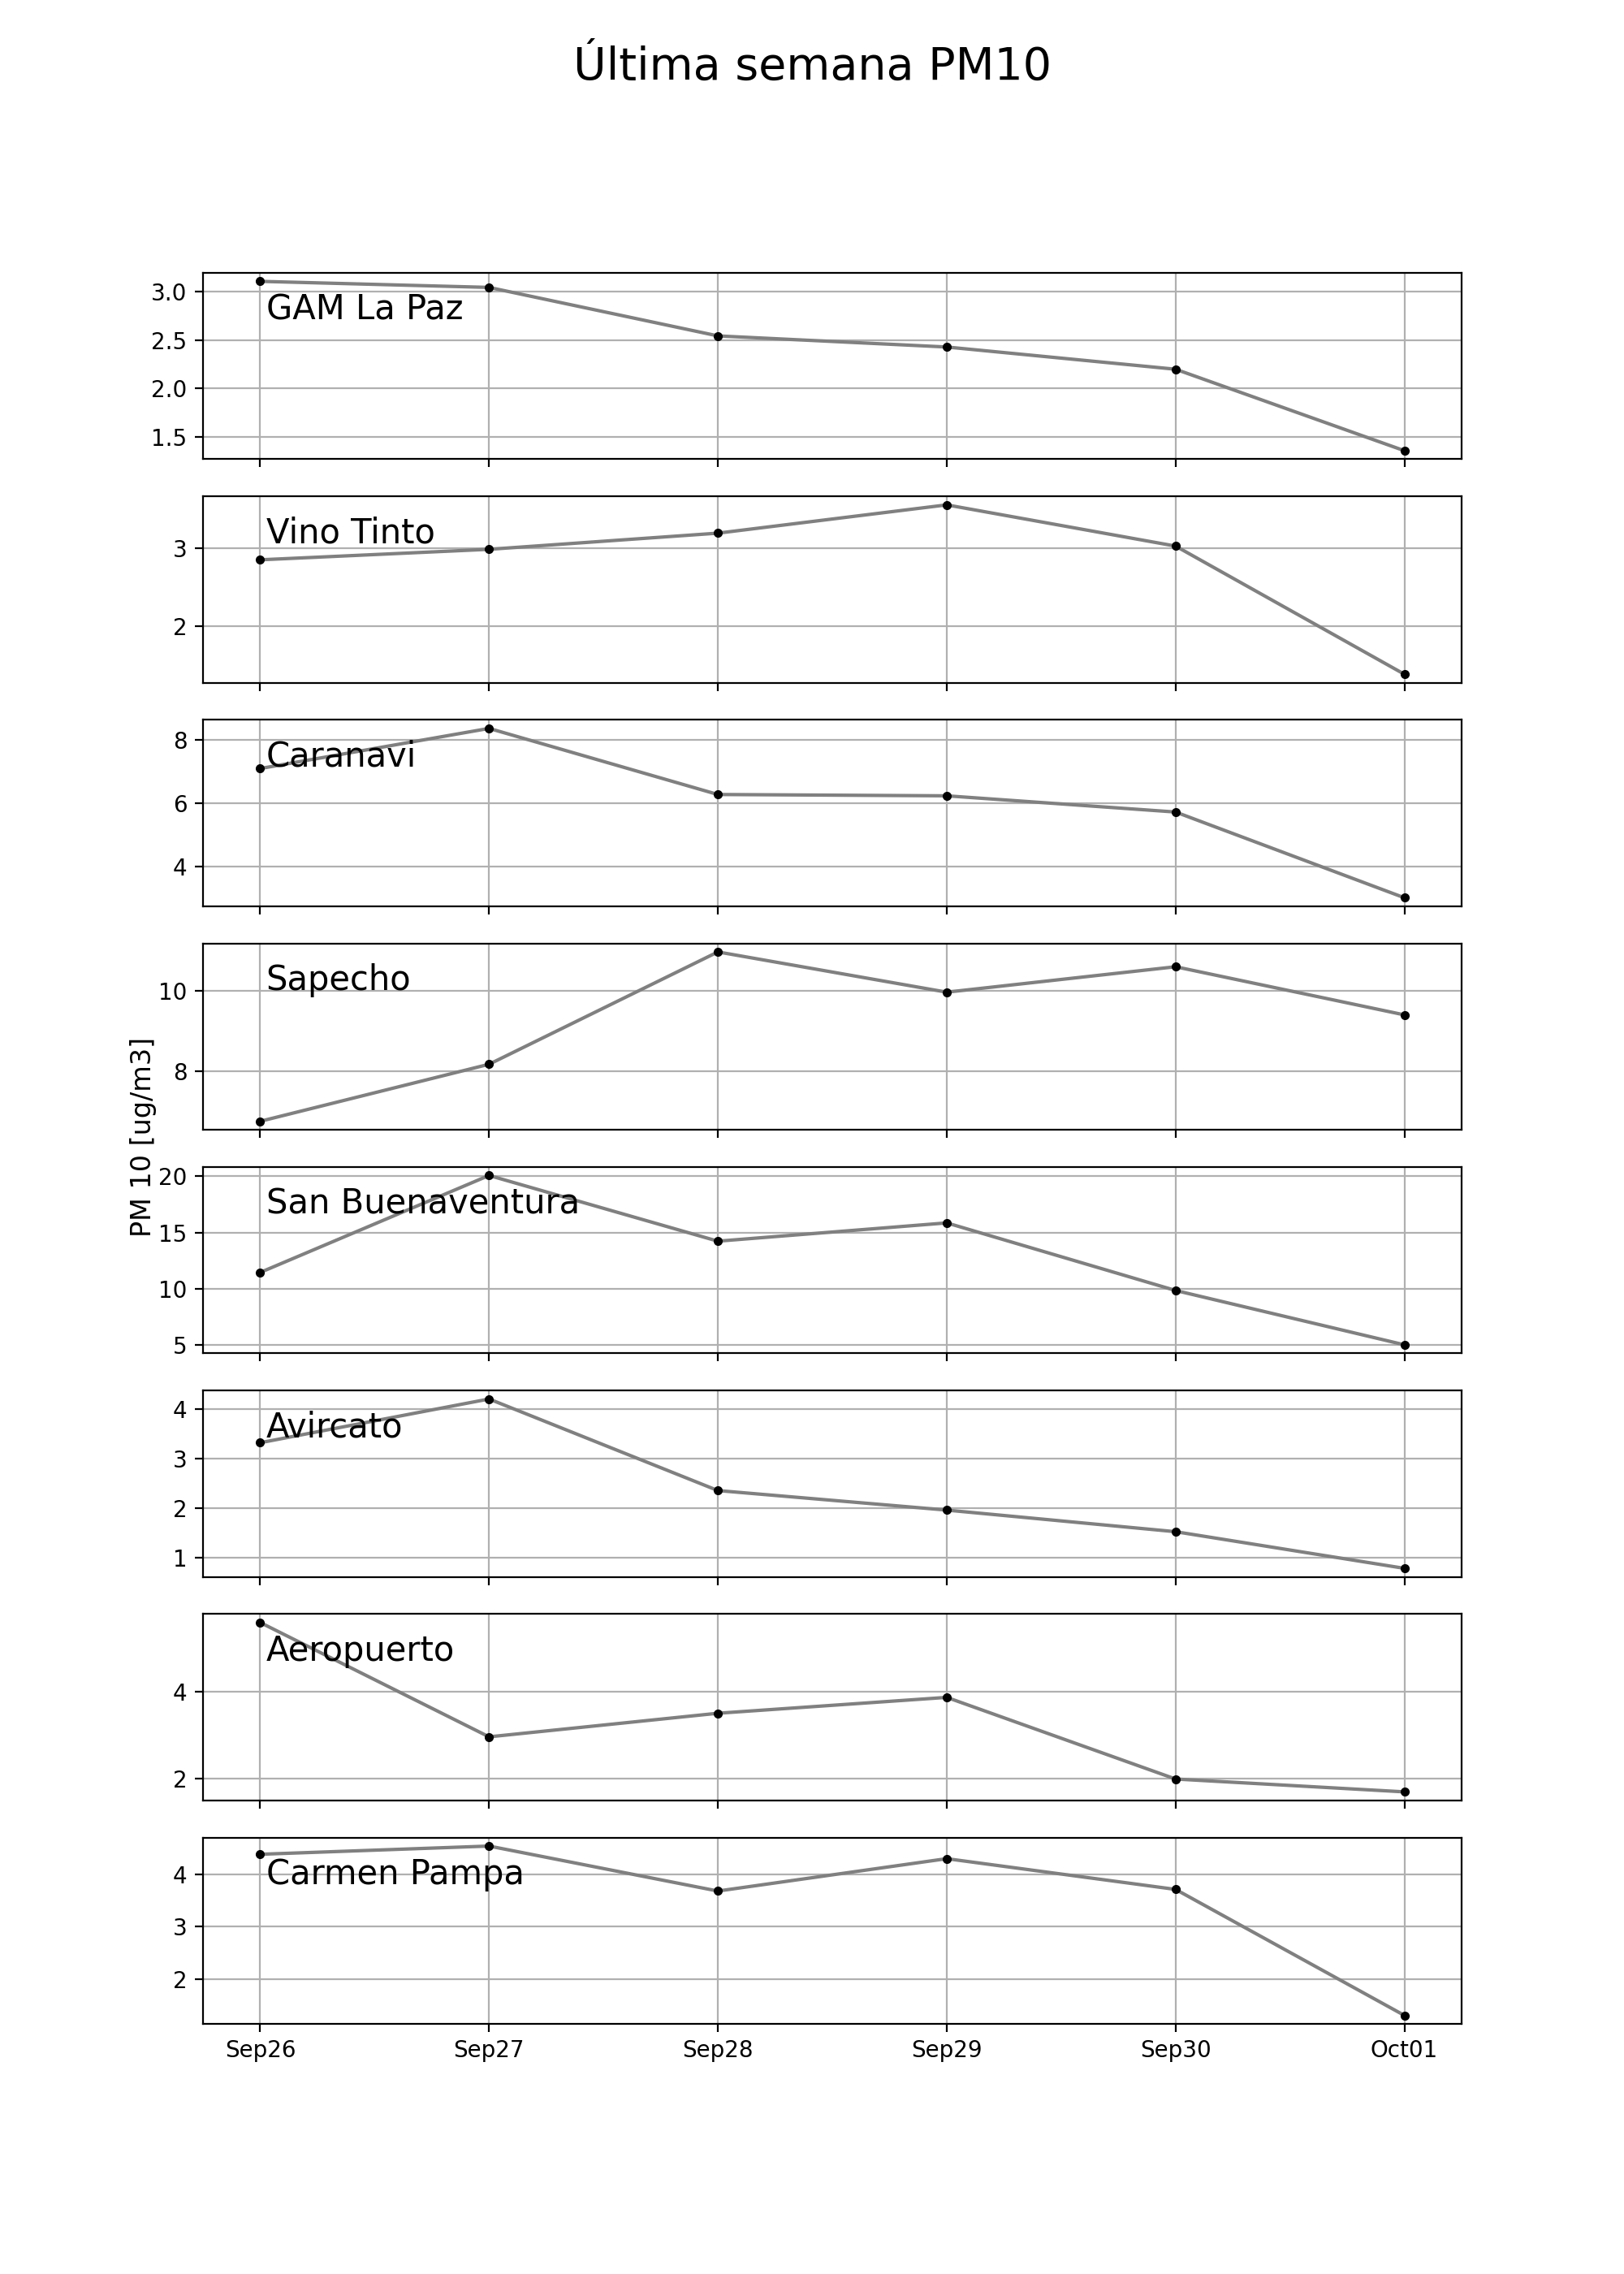 Última semana PM10
3.0
2.5
2.0
1.5
GAM La Paz
3
2
Vino Tinto
8
6
4
Caranavi
10
8
Sapecho
PM 10 [ug/m3]
20
15
10
5
San Buenaventura
4
3
2
1
Avircato
4
2
Aeropuerto
4
3
2
Carmen Pampa
Sep26 Sep27 Sep28 Sep29 Sep30 Oct01